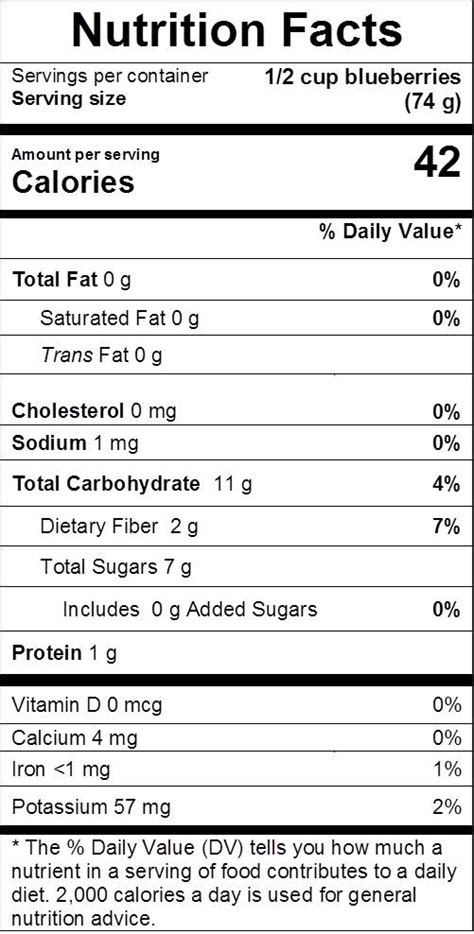 Nutrition Facts
Servings per container 1/2 cup blueberries
Serving size (74 g)
Amount per serving
Calories 42
% Daily Value*
Total Fat 0 g 0%
Saturated Fat 0 g 0%
Trans Fat 0 g
Cholesterol 0 mg 0%
Sodium 1 mg 0%
Total Carbohydrate 11 g 4%
Dietary Fiber 2 g 7%
Total Sugars 7 g
Includes 0 g Added Sugars 0%
Protein 1 g
Vitamin D 0 mcg 0%
Calcium 4 mg 0%
Iron <1 mg 1%
Potassium 57 mg 2%
* The % Daily Value (DV) tells you how much a
nutrient in a serving of food contributes to a daily
diet. 2,000 calories a day is used for general
nutrition advice.